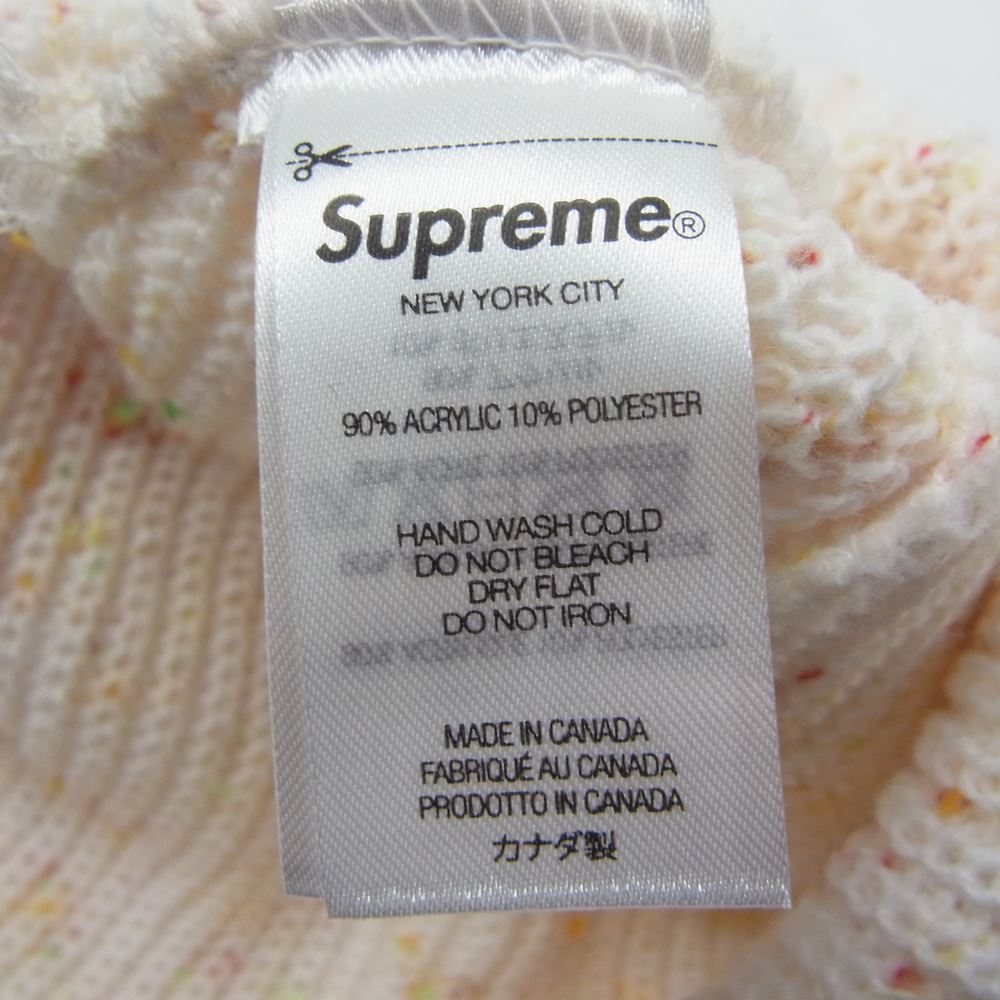 Supreme®
NEW YORK CITY
90% ACRYLIC 10% POLYESTER
HAND WASH COLD
DO NOT BLEACH
DRY FLAT
DO NOT IRON
MADE IN CANADA
FABRIQUÉ AU CANADA
PRODOTTO IN CANADA
カナダ製